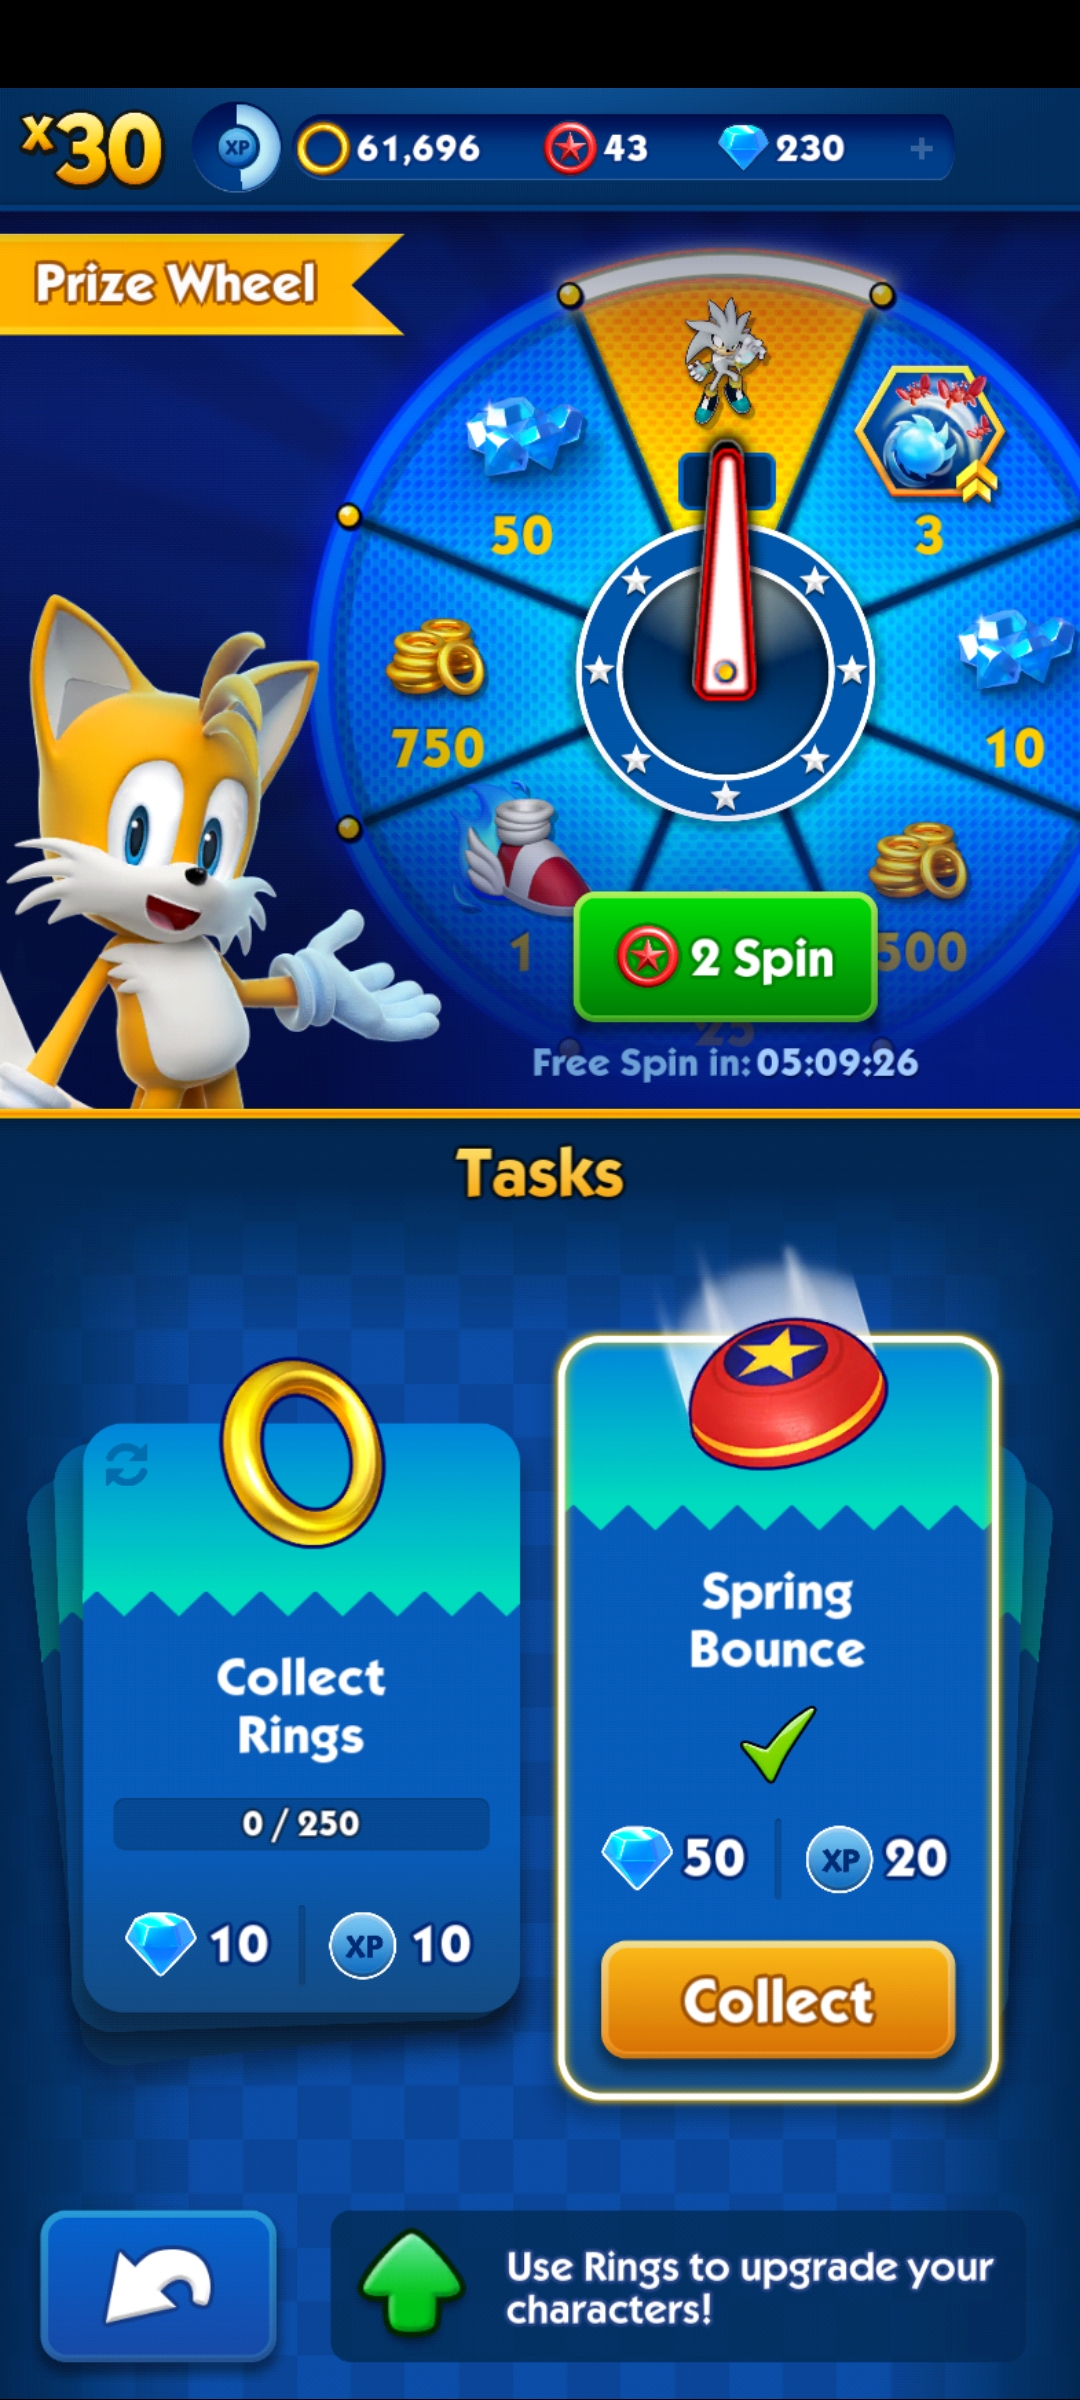 x30
XP
61,696
43
230
+
Prize Wheel
50
3
750
10
1
500
2 Spin
25
Free Spin in: 05:09:26
Tasks
Collect
Rings
0 / 250
10
XP
10
Spring
Bounce
50
XP
20
Collect
Use Rings to upgrade your
characters!